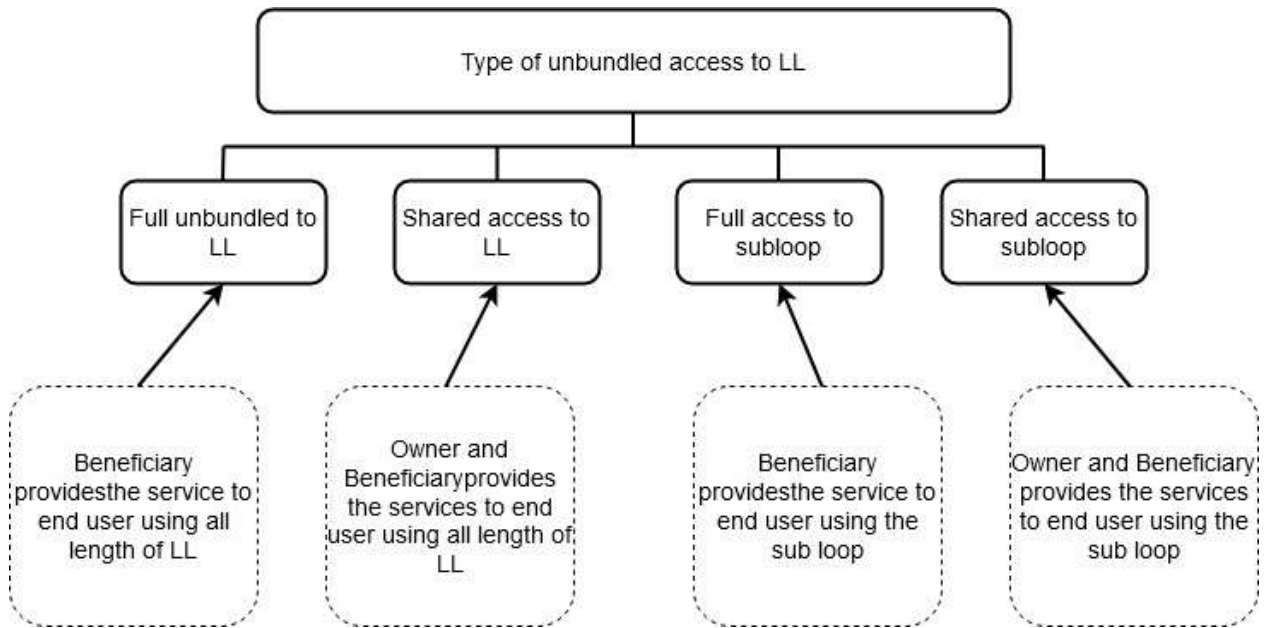 Type of unbundled access to LL
Full unbundled to
LL
Shared access to
LL
Full access to
subloop
Shared access to
subloop
Beneficiary
providesthe service to
end user using all
length of LL
Owner and
Beneficiaryprovides
the services to end
user using all length of
LL
Beneficiary
providesthe service to
end user using the
sub loop
Owner and Beneficiary
provides the services
to end user using the
sub loop